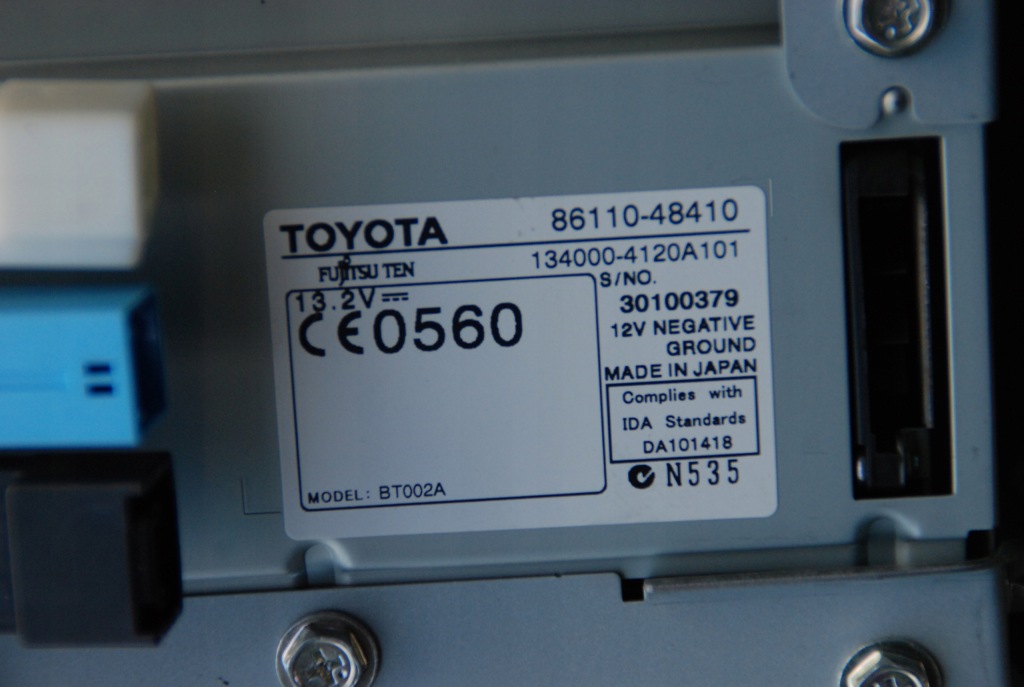 TOYOTA 86110-48410
FUJITSU TEN 134000-4120A101
13.2V S/NO.
CE0560 30100379
12V NEGATIVE
GROUND
MADE IN JAPAN
Complies with
IDA Standards
DA101418
MODEL: BT002A N535